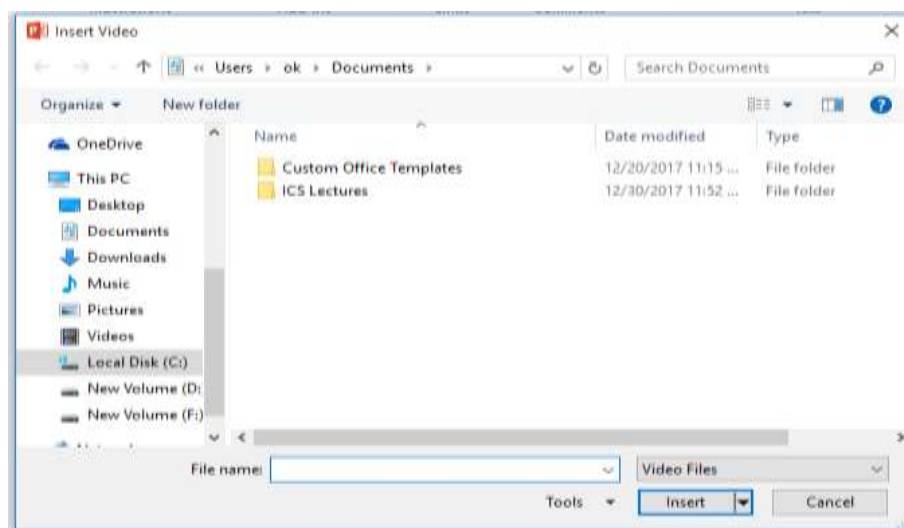 Insert Video
« Users › ok › Documents ›
Search Documents
Organize
New folder
Name
Date modified
Type
OneDrive
This PC
Desktop
Documents
Downloads
Music
Pictures
Videos
Local Disk (C:)
New Volume (D:
New Volume (F:)
Custom Office Templates 12/20/2017 11:15 ... File folder
ICS Lectures 12/30/2017 11:52 ... File folder
File name:
Video Files
Tools
Insert
Cancel